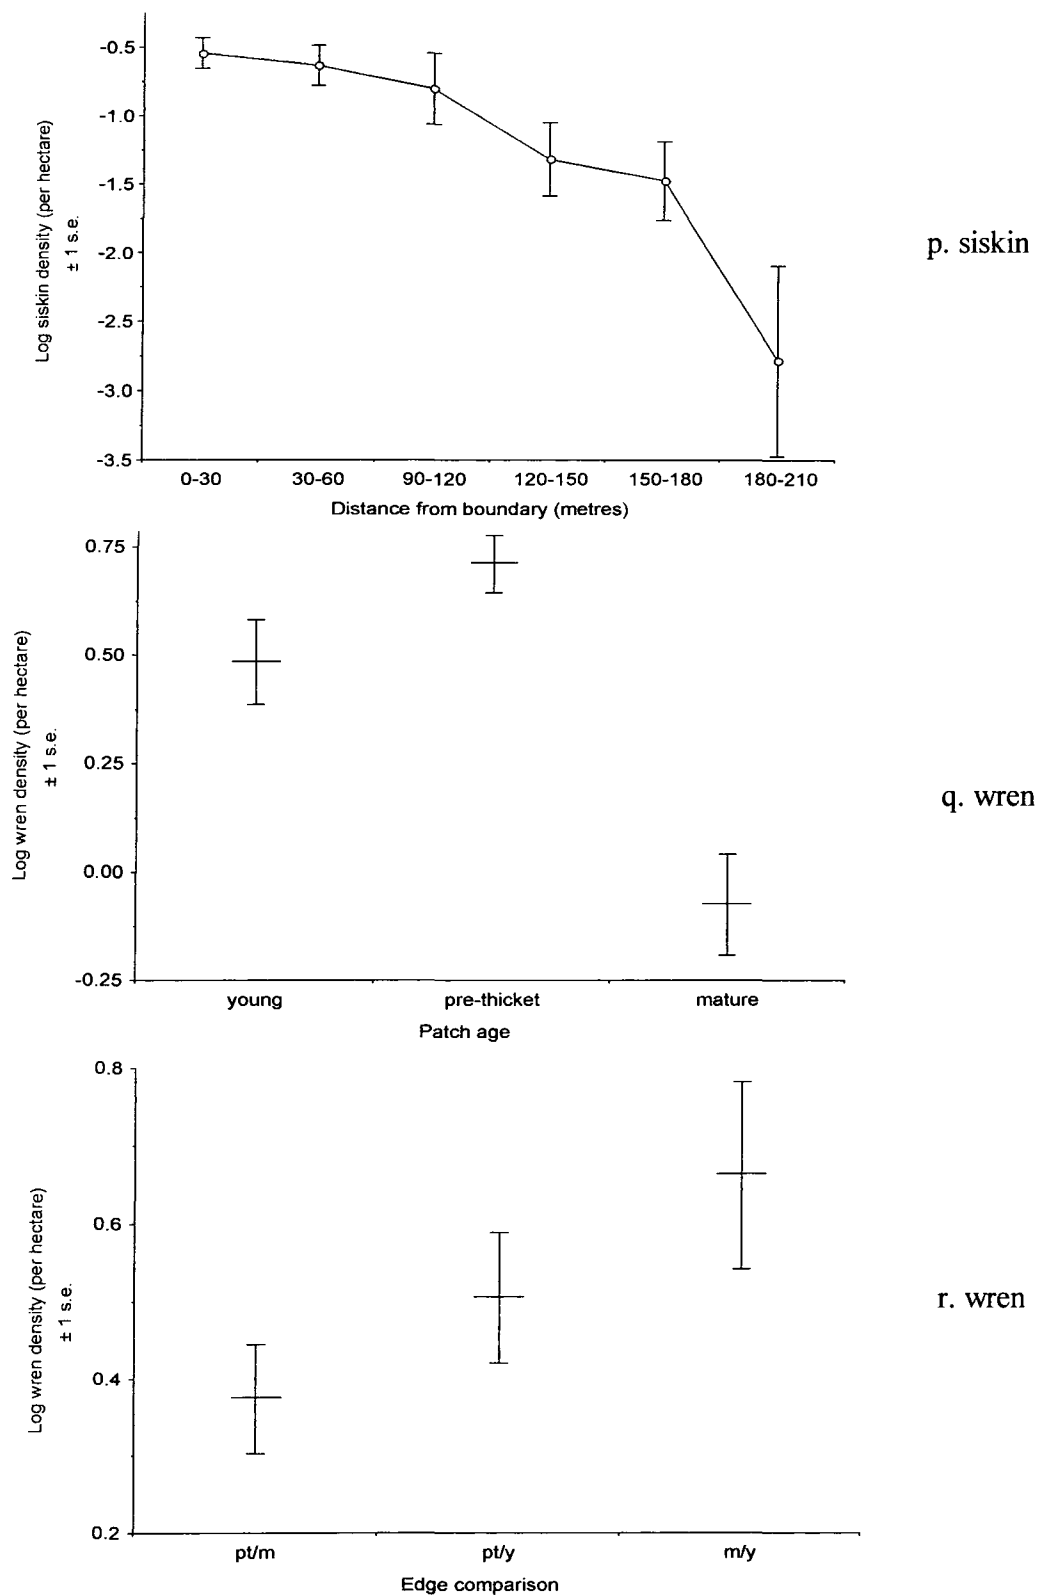 Log siskin density (per hectare)
± 1 s.e.
-0.5
-1.0
-1.5
-2.0
-2.5
-3.0
-3.5
0-30 30-60 90-120 120-150 150-180 180-210
Distance from boundary (metres)
p. siskin
Log wren density (per hectare)
± 1 s.e.
0.75
0.50
0.25
0.00
-0.25
young pre-thicket mature
Patch age
q. wren
Log wren density (per hectare)
± 1 s.e.
0.8
0.6
0.4
0.2
pt/m pt/y m/y
Edge comparison
r. wren